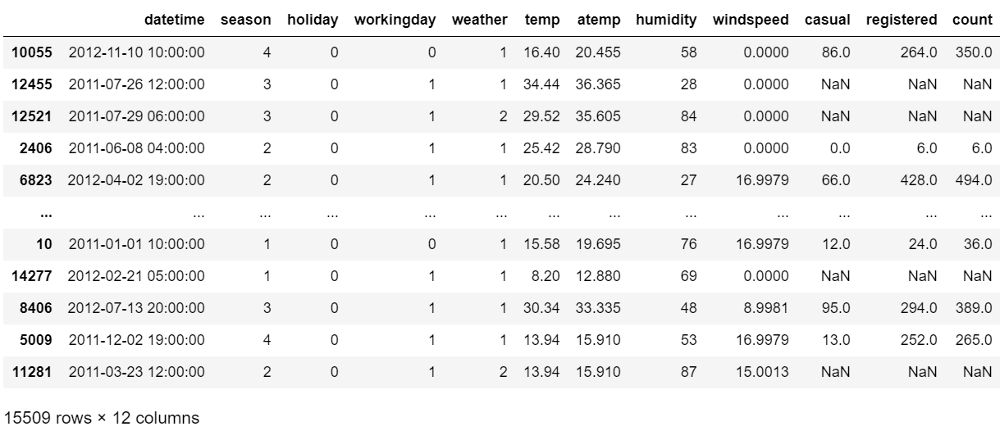 datetime season holiday workingday weather temp atemp humidity windspeed casual registered count
10055 2012-11-10 10:00:00 4 0 0 1 16.40 20.455 58 0.0000 86.0 264.0 350.0
12455 2011-07-26 12:00:00 3 0 1 1 34.44 36.365 28 0.0000 NaN NaN NaN
12521 2011-07-29 06:00:00 3 0 1 2 29.52 35.605 84 0.0000 NaN NaN NaN
2406 2011-06-08 04:00:00 2 0 1 1 25.42 28.790 83 0.0000 0.0 6.0 6.0
6823 2012-04-02 19:00:00 2 0 1 1 20.50 24.240 27 16.9979 66.0 428.0 494.0
... ... ... ... ... ... ... ... ... ... ... ... ...
10 2011-01-01 10:00:00 1 0 0 1 15.58 19.695 76 16.9979 12.0 24.0 36.0
14277 2012-02-21 05:00:00 1 0 1 1 8.20 12.880 69 0.0000 NaN NaN NaN
8406 2012-07-13 20:00:00 3 0 1 1 30.34 33.335 48 8.9981 95.0 294.0 389.0
5009 2011-12-02 19:00:00 4 0 1 1 13.94 15.910 53 16.9979 13.0 252.0 265.0
11281 2011-03-23 12:00:00 2 0 1 2 13.94 15.910 87 15.0013 NaN NaN NaN
15509 rows × 12 columns